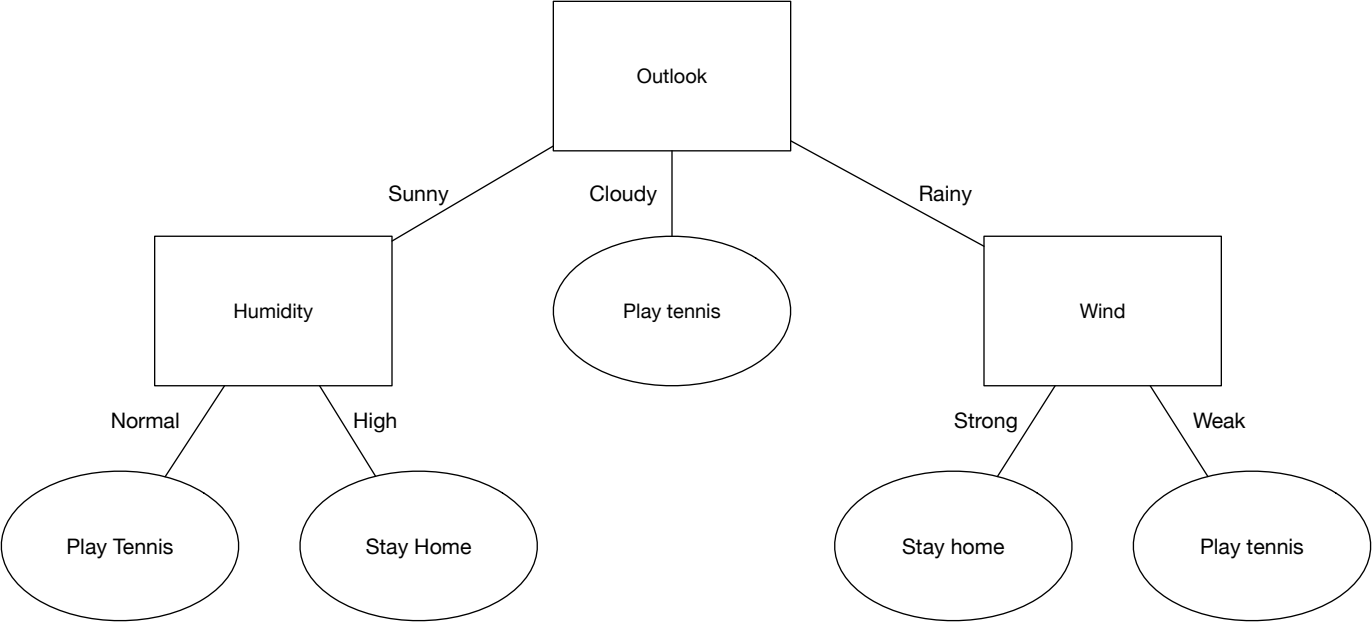 Outlook
Sunny
Cloudy
Rainy
Humidity
Play tennis
Wind
Normal
High
Strong
Weak
Play Tennis
Stay Home
Stay home
Play tennis